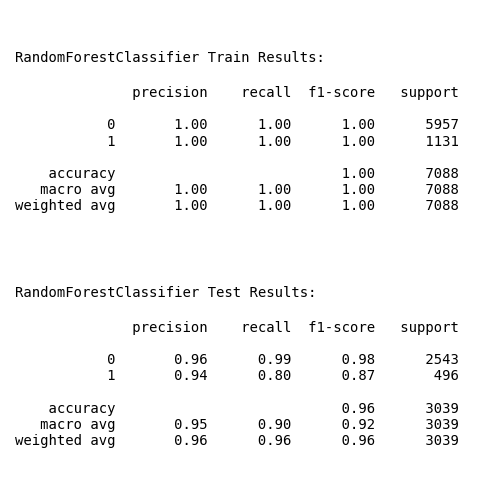 RandomForestClassifier Train Results:
precision recall f1-score support
0 1.00 1.00 1.00 5957
1 1.00 1.00 1.00 1131
accuracy 1.00 7088
macro avg 1.00 1.00 1.00 7088
weighted avg 1.00 1.00 1.00 7088
RandomForestClassifier Test Results:
precision recall f1-score support
0 0.96 0.99 0.98 2543
1 0.94 0.80 0.87 496
accuracy 0.96 3039
macro avg 0.95 0.90 0.92 3039
weighted avg 0.96 0.96 0.96 3039